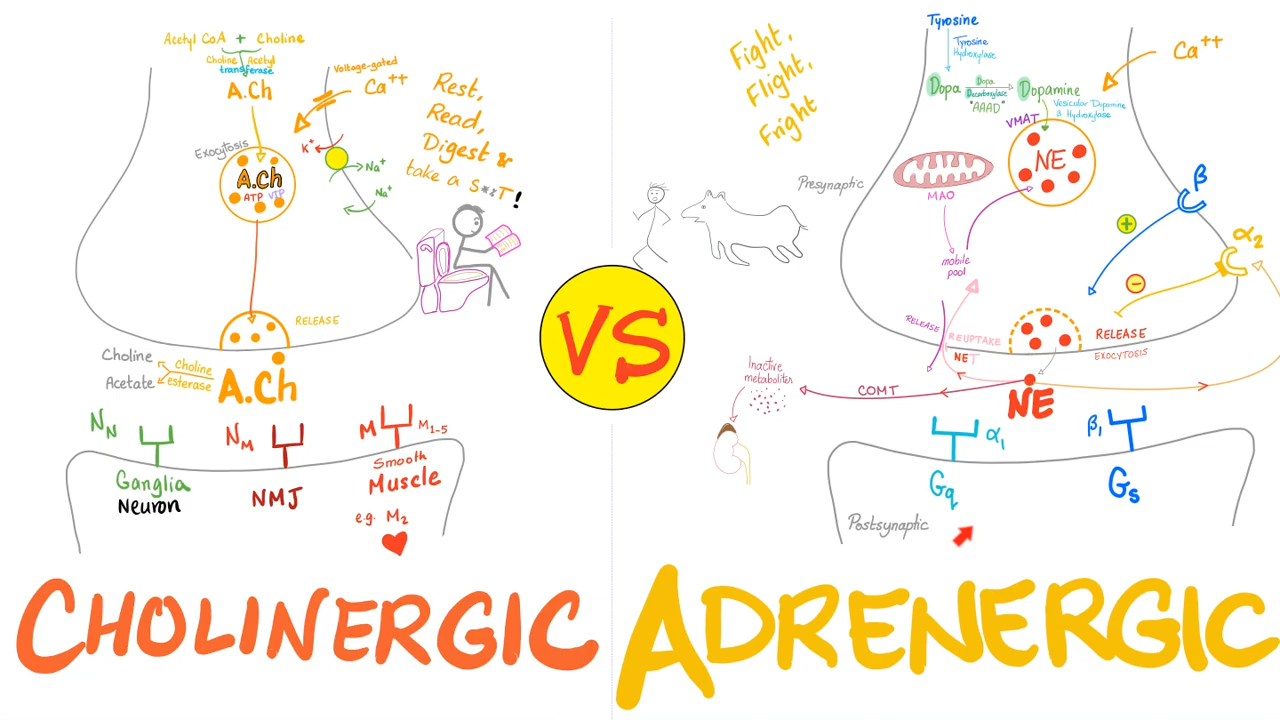 Acetyl CoA + Choline
Choline Acetyl
transferase
A.Ch
Voltage-gated
Ca⁺⁺
Rest,
Read,
Digest &
take a S**T!
Exocytosis
A.Ch
ATP VIP
K⁺
Na⁺
Na⁺
RELEASE
Choline
Acetate
Choline
esterase
A.Ch
N_N
Ganglia
Neuron
N_M
NMJ
M
M₁₋₅
Smooth
Muscle
e.g. M₂
CHOLINERGIC
VS
Fight,
Flight,
Fright
Presynaptic
Tyrosine
Tyrosine
Hydroxylase
Dopa
Dopa
Decarboxylase
"AAAD"
Dopamine
Vesicular Dopamine
β Hydroxylase
VMAT
NE
Ca⁺⁺
MAO
mobile
pool
β
+
α₂
−
RELEASE
REUPTAKE
NET
RELEASE
EXOCYTOSIS
NE
COMT
Inactive
metabolites
α₁
Gq
β₁
Gs
Postsynaptic
ADRENERGIC